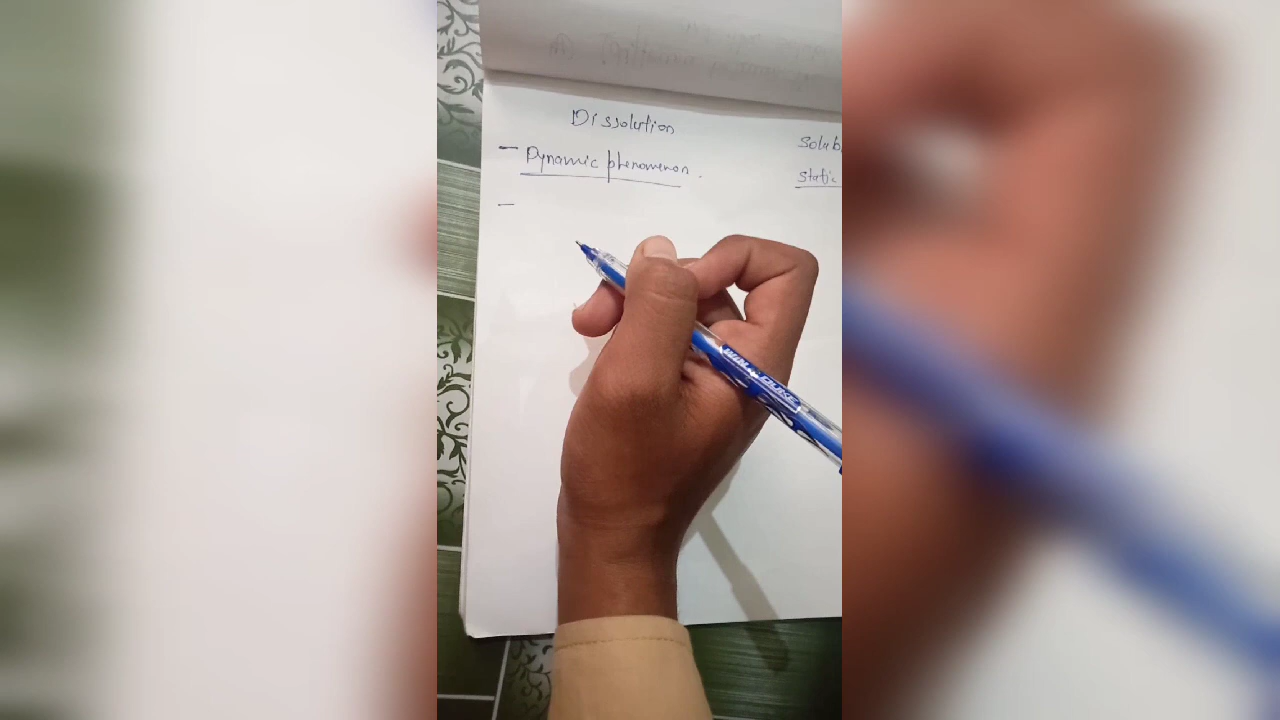 Dissolution
- Dynamic phenomenon.
-
Solub
Static